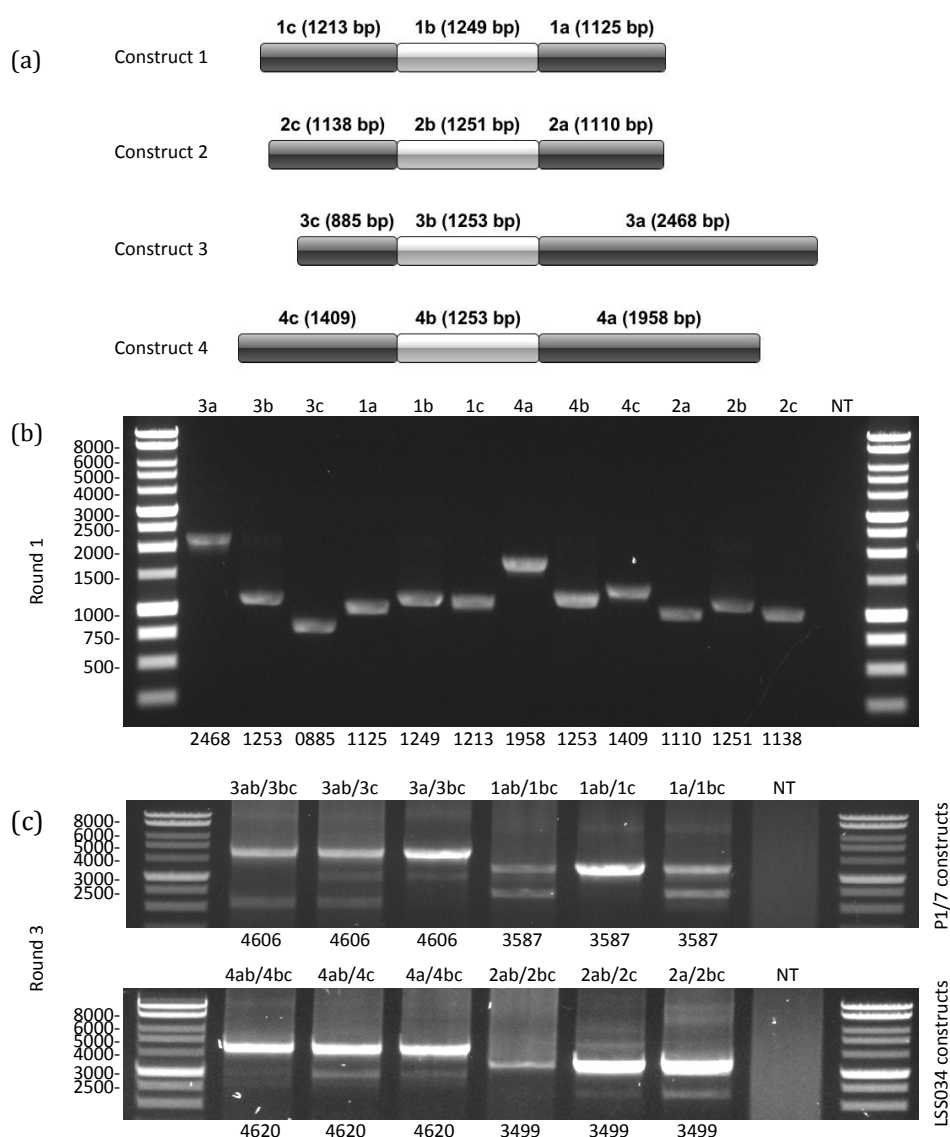 (a)
1c (1213 bp) 1b (1249 bp) 1a (1125 bp)
Construct 1
2c (1138 bp) 2b (1251 bp) 2a (1110 bp)
Construct 2
3c (885 bp) 3b (1253 bp) 3a (2468 bp)
Construct 3
4c (1409) 4b (1253 bp) 4a (1958 bp)
Construct 4
(b)
3a 3b 3c 1a 1b 1c 4a 4b 4c 2a 2b 2c NT
Round 1
8000-
6000-
5000-
4000-
3000-
2500-
2000-
1500-
1000-
750-
500-
2468 1253 0885 1125 1249 1213 1958 1253 1409 1110 1251 1138
(c)
Round 3
3ab/3bc 3ab/3c 3a/3bc 1ab/1bc 1ab/1c 1a/1bc NT
8000-
6000-
5000-
4000-
3000-
2500-
4606 4606 4606 3587 3587 3587
P1/7 constructs
4ab/4bc 4ab/4c 4a/4bc 2ab/2bc 2ab/2c 2a/2bc NT
8000-
6000-
5000-
4000-
3000-
2500-
4620 4620 4620 3499 3499 3499
LSS034 constructs